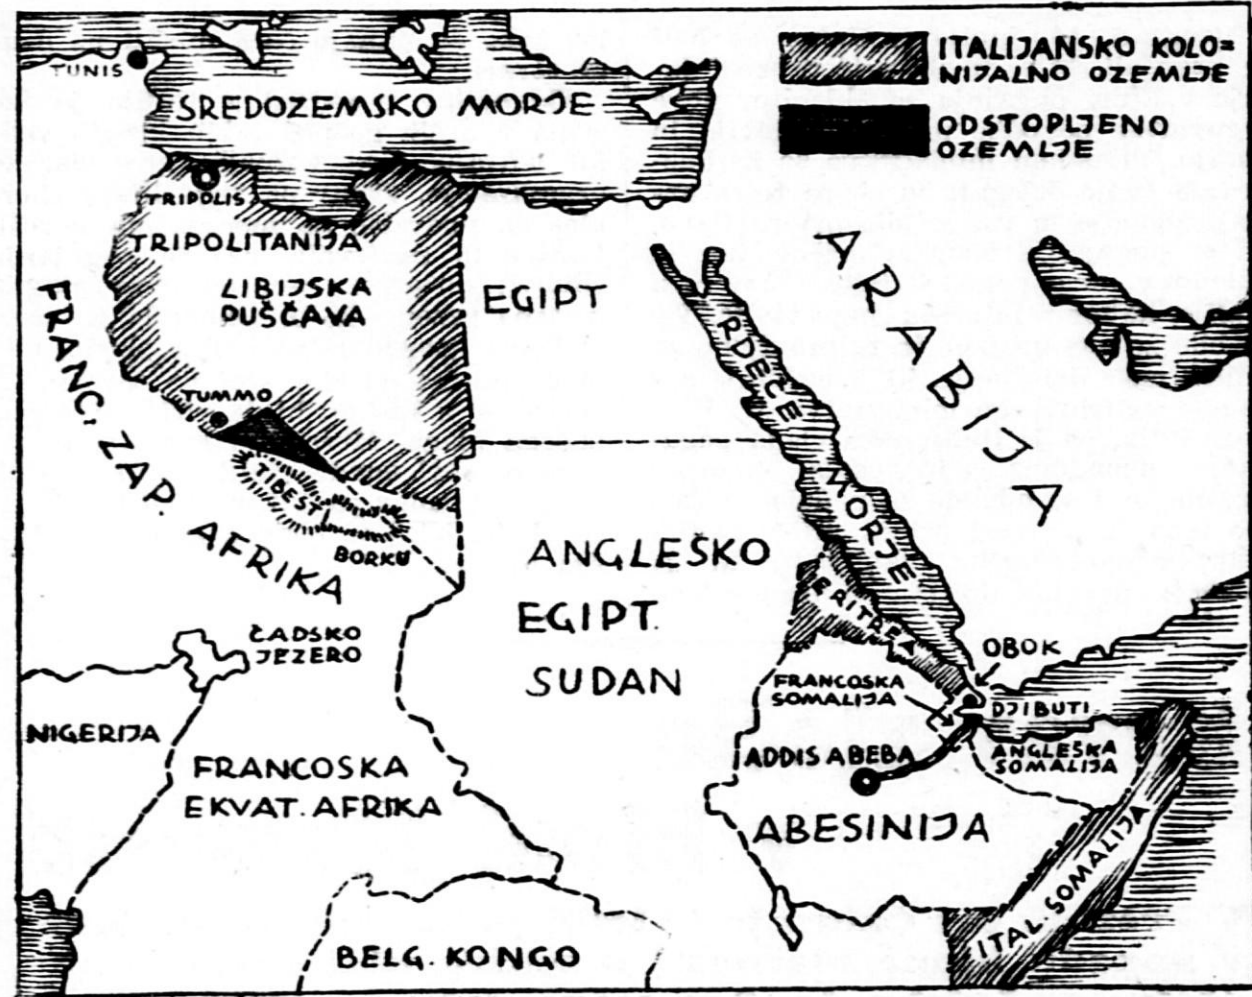 ITALIJANSKO KOLO=
NIJALNO OZEMLJE
ODSTOPLJENO
OZEMLJE
TUNIS
SREDOZEMSKO MORJE
TRIPOLIS
TRIPOLITANIJA
LIBIJSKA
PUŠČAVA
EGIPT
ARABIJA
RDEČE MORJE
TUMMO
TIBESTI
BORKU
FRANC. ZAP. AFRIKA
ANGLEŠKO
EGIPT.
SUDAN
ERITREA
ČADSKO
JEZERO
OBOK
FRANCOSKA
SOMALIJA
DJIBUTI
NIGERIJA
ADDIS ABEBA
ANGLEŠKA
SOMALIJA
FRANCOSKA
EKVAT. AFRIKA
ABESINIJA
ITAL. SOMALIJA
BELG. KONGO